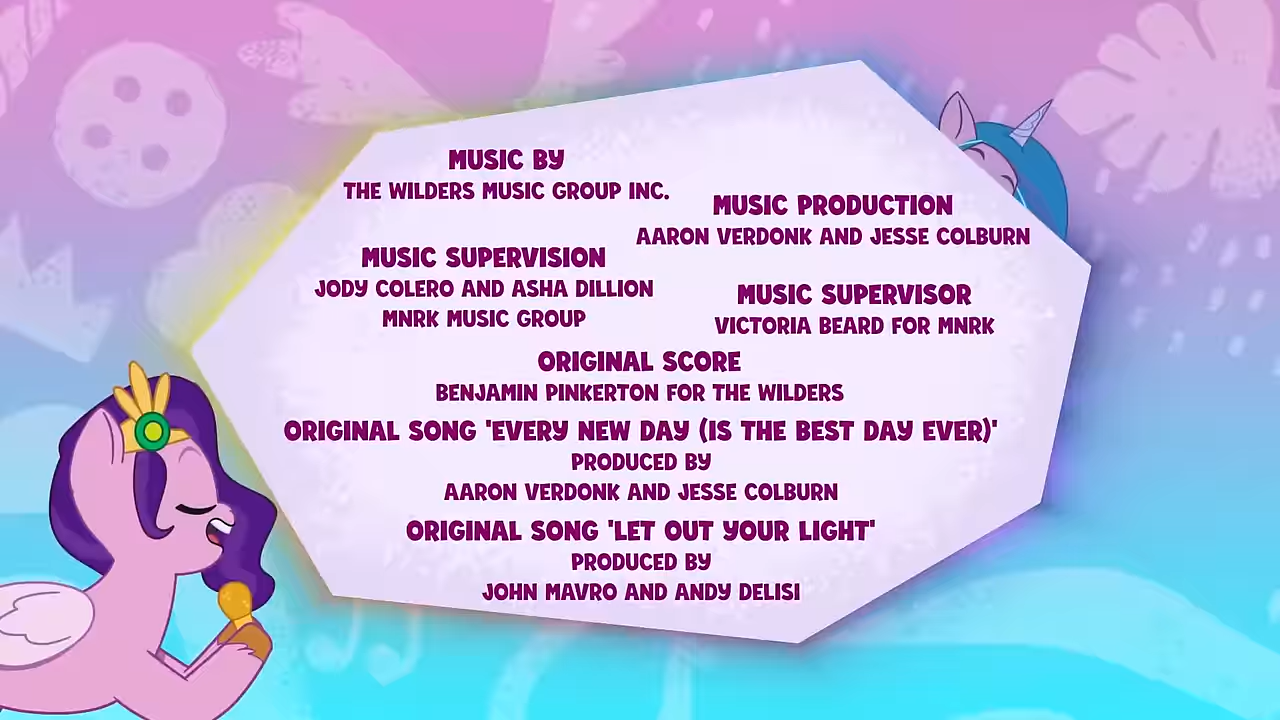 MUSIC BY
THE WILDERS MUSIC GROUP INC.
MUSIC PRODUCTION
AARON VERDONK AND JESSE COLBURN
MUSIC SUPERVISION
JODY COLERO AND ASHA DILLION
MNRK MUSIC GROUP
MUSIC SUPERVISOR
VICTORIA BEARD FOR MNRK
ORIGINAL SCORE
BENJAMIN PINKERTON FOR THE WILDERS
ORIGINAL SONG 'EVERY NEW DAY (IS THE BEST DAY EVER)'
PRODUCED BY
AARON VERDONK AND JESSE COLBURN
ORIGINAL SONG 'LET OUT YOUR LIGHT'
PRODUCED BY
JOHN MAVRO AND ANDY DELISI